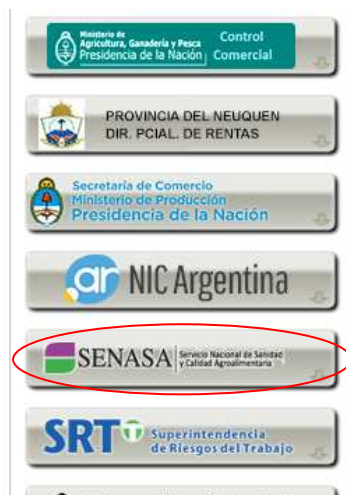 Ministerio de
Agricultura, Ganadería y Pesca
Presidencia de la Nación
Control
Comercial
PROVINCIA DEL NEUQUEN
DIR. PCIAL. DE RENTAS
Secretaría de Comercio
Ministerio de Producción
Presidencia de la Nación
.ar NIC Argentina
SENASA Servicio Nacional de Sanidad
y Calidad Agroalimentaria
SRT Superintendencia
de Riesgos del Trabajo